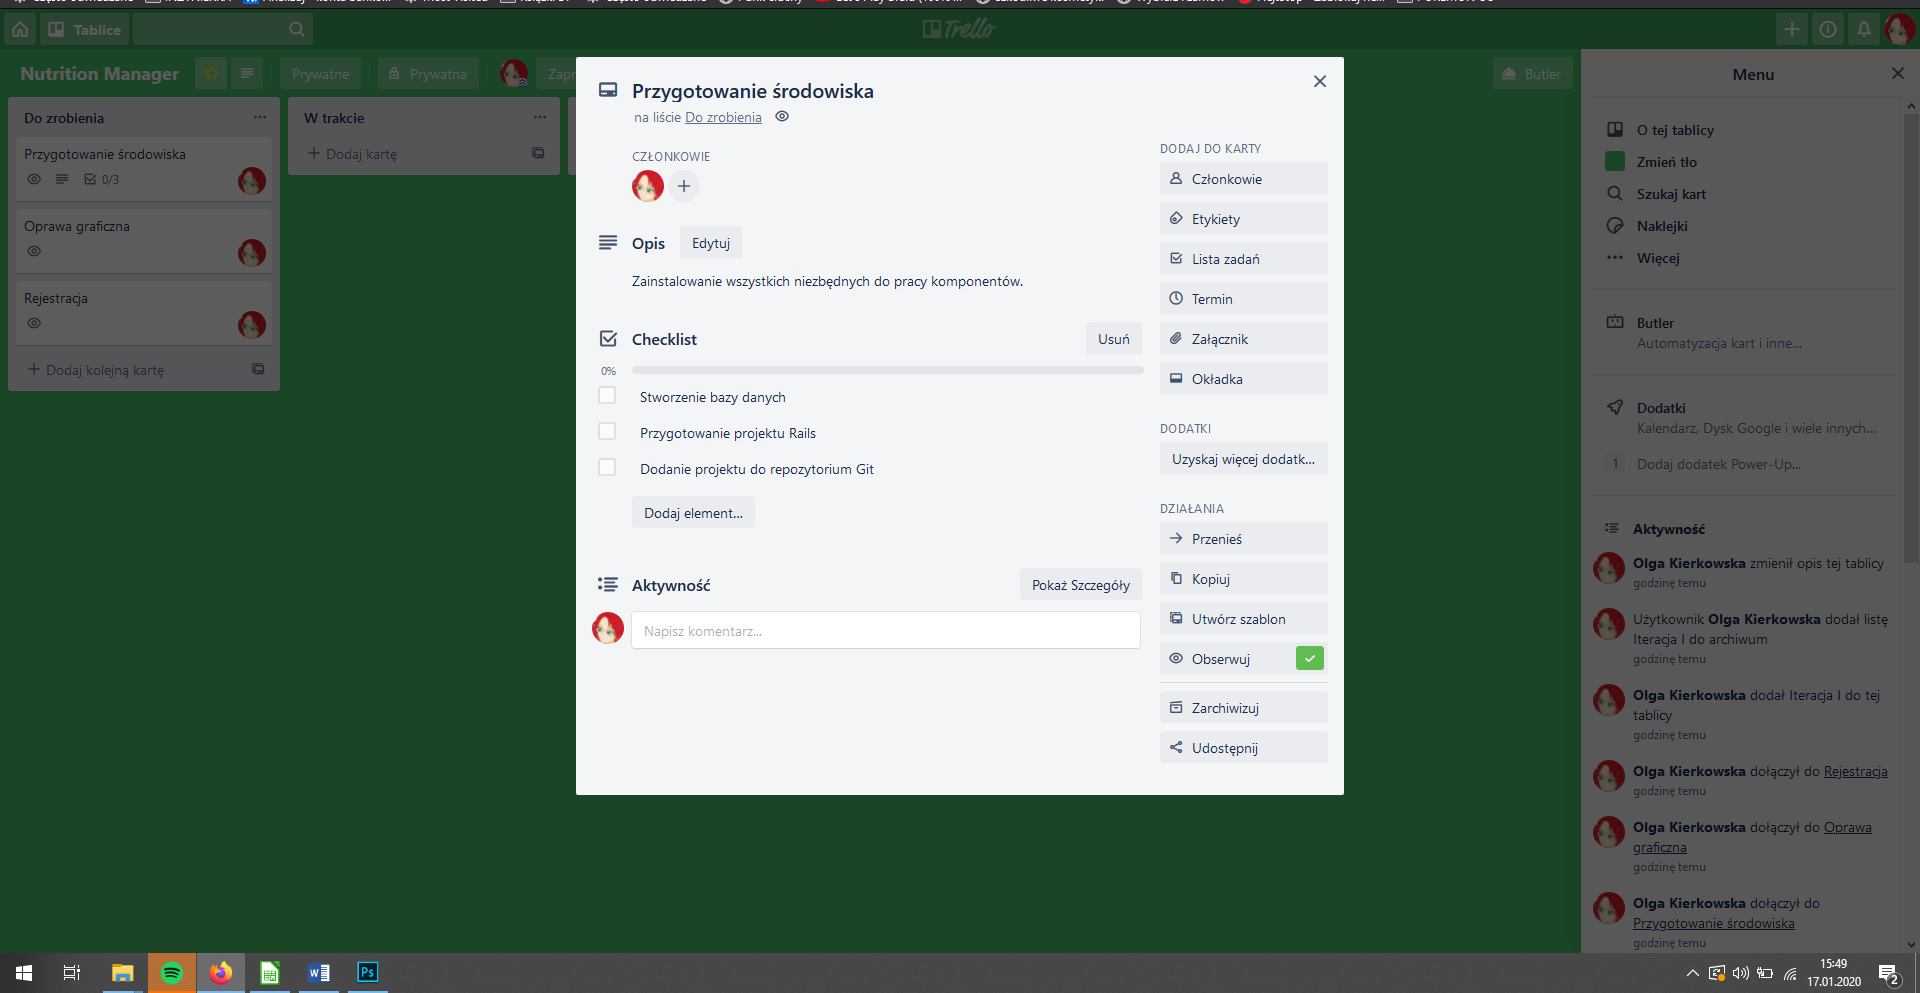 Tablice
Trello
Nutrition Manager
Prywatne
Prywatna
Butler
Do zrobienia
Przygotowanie środowiska
0/3
Oprawa graficzna
Rejestracja
Dodaj kolejną kartę
W trakcie
Dodaj kartę
Przygotowanie środowiska
na liście Do zrobienia
CZŁONKOWIE
Opis
Edytuj
Zainstalowanie wszystkich niezbędnych do pracy komponentów.
Checklist
Usuń
0%
Stworzenie bazy danych
Przygotowanie projektu Rails
Dodanie projektu do repozytorium Git
Dodaj element...
Aktywność
Pokaż Szczegóły
Napisz komentarz...
DODAJ DO KARTY
Członkowie
Etykiety
Lista zadań
Termin
Załącznik
Okładka
DODATKI
Uzyskaj więcej dodatk...
DZIAŁANIA
Przenieś
Kopiuj
Utwórz szablon
Obserwuj
Zarchiwizuj
Udostępnij
Menu
O tej tablicy
Zmień tło
Szukaj kart
Naklejki
Więcej
Butler
Automatyzacja kart i inne...
Dodatki
Kalendarz, Dysk Google i wiele innych...
1
Dodaj dodatek Power-Up...
Aktywność
Olga Kierkowska zmienił opis tej tablicy
godzinę temu
Użytkownik Olga Kierkowska dodał listę
Iteracja I do archiwum
godzinę temu
Olga Kierkowska dodał Iteracja I do tej
tablicy
godzinę temu
Olga Kierkowska dołączył do Rejestracja
godzinę temu
Olga Kierkowska dołączył do Oprawa
graficzna
godzinę temu
Olga Kierkowska dołączył do
Przygotowanie środowiska
godzinę temu
Ps
15:49
17.01.2020
2